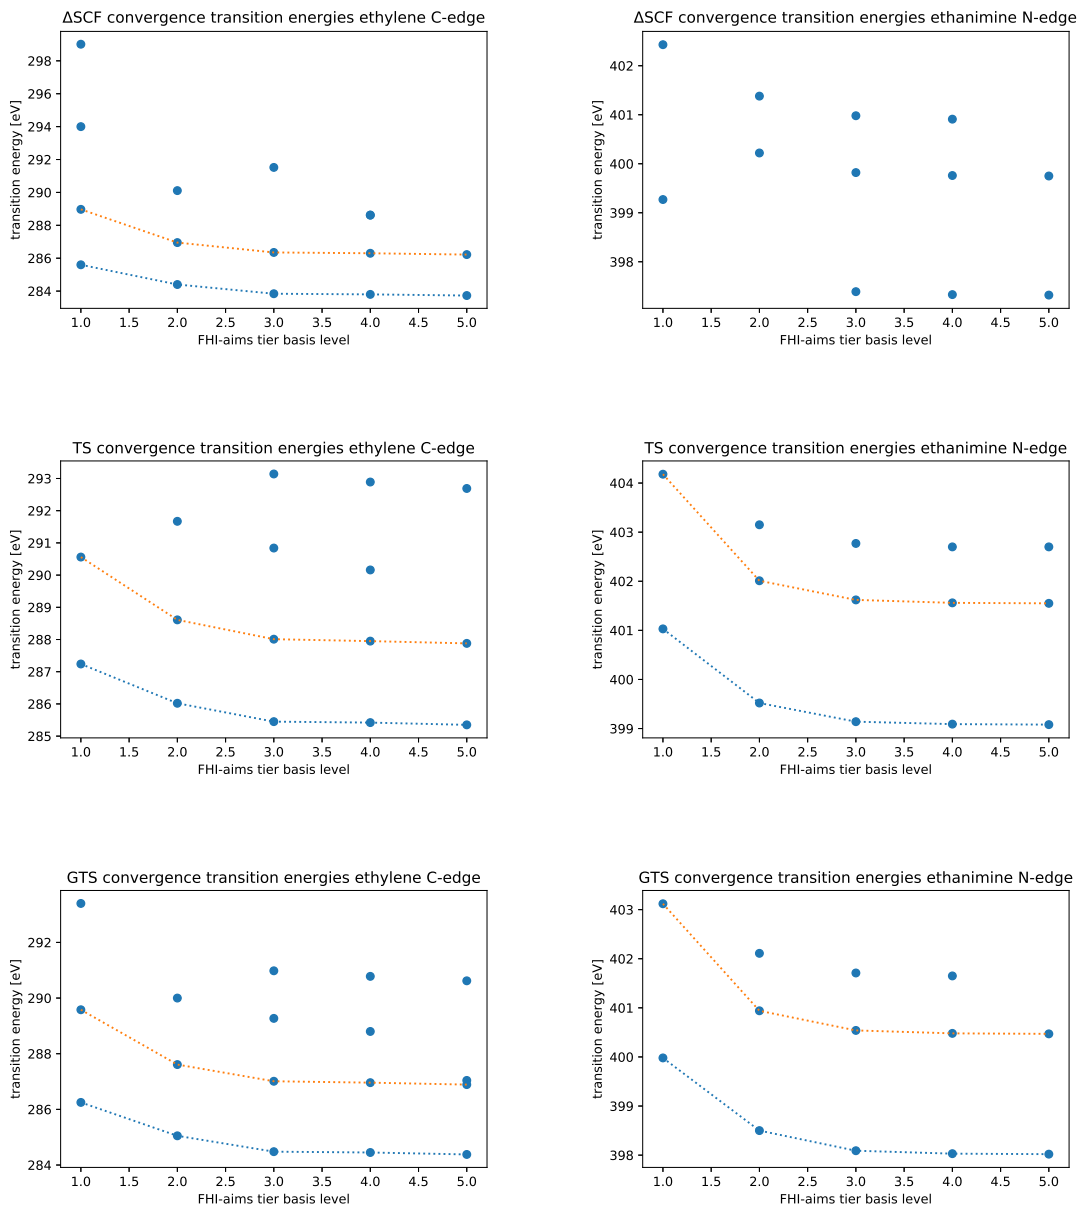 ΔSCF convergence transition energies ethylene C-edge
transition energy [eV]
298
296
294
292
290
288
286
284
1.0 1.5 2.0 2.5 3.0 3.5 4.0 4.5 5.0
FHI-aims tier basis level
ΔSCF convergence transition energies ethanimine N-edge
transition energy [eV]
402
401
400
399
398
1.0 1.5 2.0 2.5 3.0 3.5 4.0 4.5 5.0
FHI-aims tier basis level
TS convergence transition energies ethylene C-edge
transition energy [eV]
293
292
291
290
289
288
287
286
285
1.0 1.5 2.0 2.5 3.0 3.5 4.0 4.5 5.0
FHI-aims tier basis level
TS convergence transition energies ethanimine N-edge
transition energy [eV]
404
403
402
401
400
399
1.0 1.5 2.0 2.5 3.0 3.5 4.0 4.5 5.0
FHI-aims tier basis level
GTS convergence transition energies ethylene C-edge
transition energy [eV]
292
290
288
286
284
1.0 1.5 2.0 2.5 3.0 3.5 4.0 4.5 5.0
FHI-aims tier basis level
GTS convergence transition energies ethanimine N-edge
transition energy [eV]
403
402
401
400
399
398
1.0 1.5 2.0 2.5 3.0 3.5 4.0 4.5 5.0
FHI-aims tier basis level